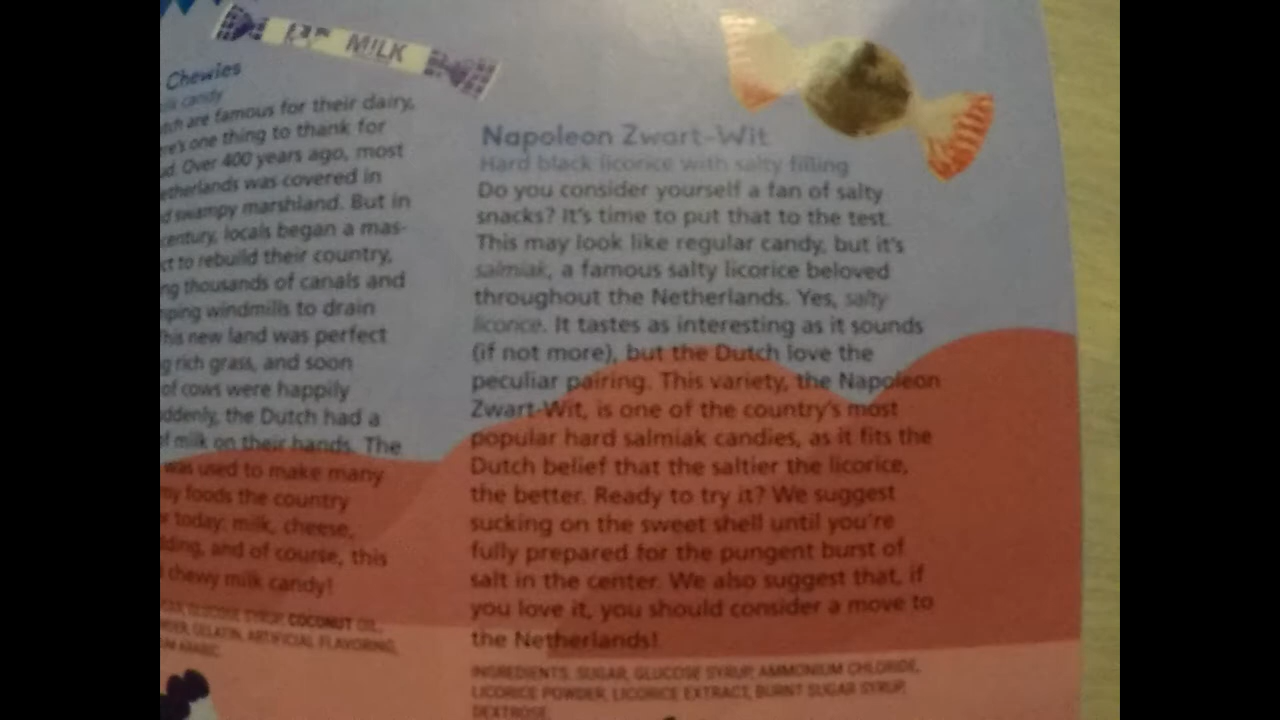 MILK
Chewies
candy
are famous for their dairy,
one thing to thank for
Over 400 years ago, most
was covered in
swampy marshland. But in
century, locals began a mas-
to rebuild their country,
thousands of canals and
windmills to drain
new land was perfect
rich grass, and soon
of cows were happily
the Dutch had a
milk on their hands. The
was used to make many
foods the country
today: milk, cheese,
and of course, this
chewy milk candy!
GLUCOSE SYRUP, COCONUT OIL,
GELATIN, ARTIFICIAL FLAVORING,
ARABIC
Napoleon Zwart-Wit
Hard black licorice with salty filling
Do you consider yourself a fan of salty
snacks? It's time to put that to the test.
This may look like regular candy, but it's
salmiak, a famous salty licorice beloved
throughout the Netherlands. Yes, salty
licorice. It tastes as interesting as it sounds
(if not more), but the Dutch love the
peculiar pairing. This variety, the Napoleon
Zwart-Wit, is one of the country's most
popular hard salmiak candies, as it fits the
Dutch belief that the saltier the licorice,
the better. Ready to try it? We suggest
sucking on the sweet shell until you're
fully prepared for the pungent burst of
salt in the center. We also suggest that, if
you love it, you should consider a move to
the Netherlands!
INGREDIENTS: SUGAR, GLUCOSE SYRUP, AMMONIUM CHLORIDE,
LICORICE POWDER, LICORICE EXTRACT, BURNT SUGAR SYRUP,
DEXTROSE